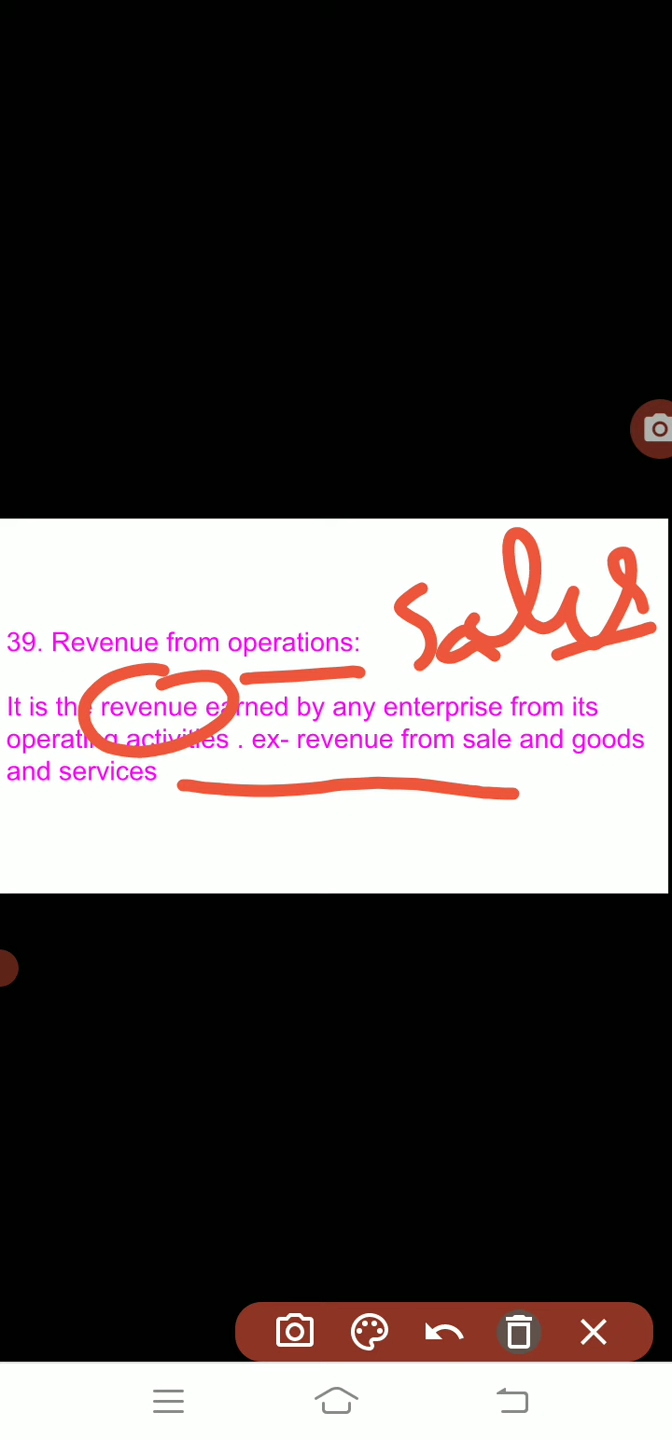 sales
39. Revenue from operations:
It is the revenue earned by any enterprise from its
operating activities . ex- revenue from sale and goods
and services